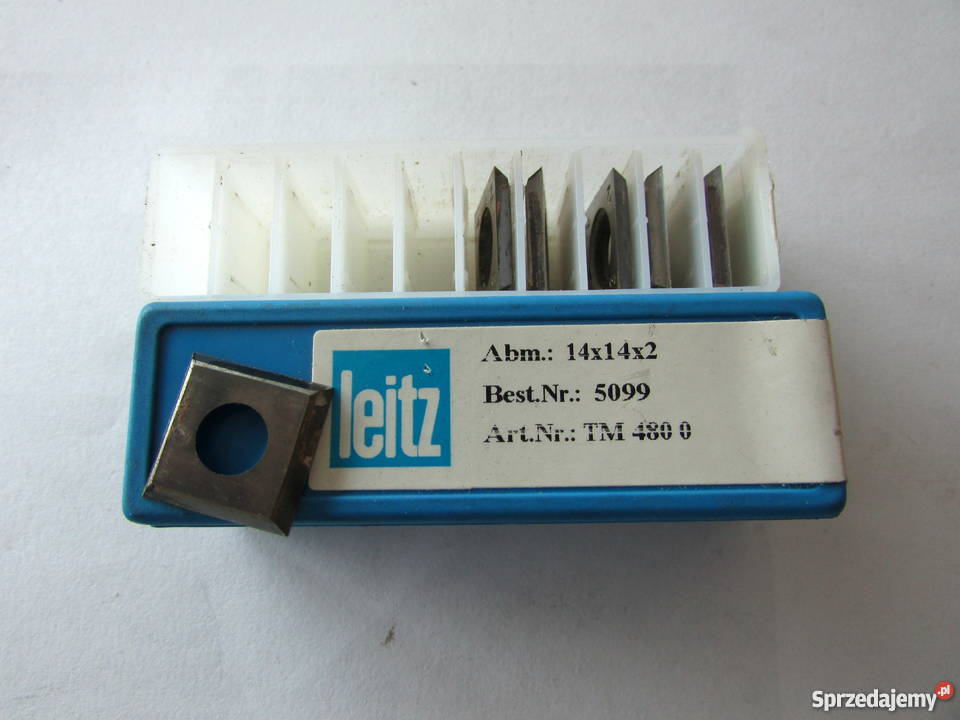 leitz
Abm.: 14x14x2
Best.Nr.: 5099
Art.Nr.: TM 480 0
Sprzedajemy.pl